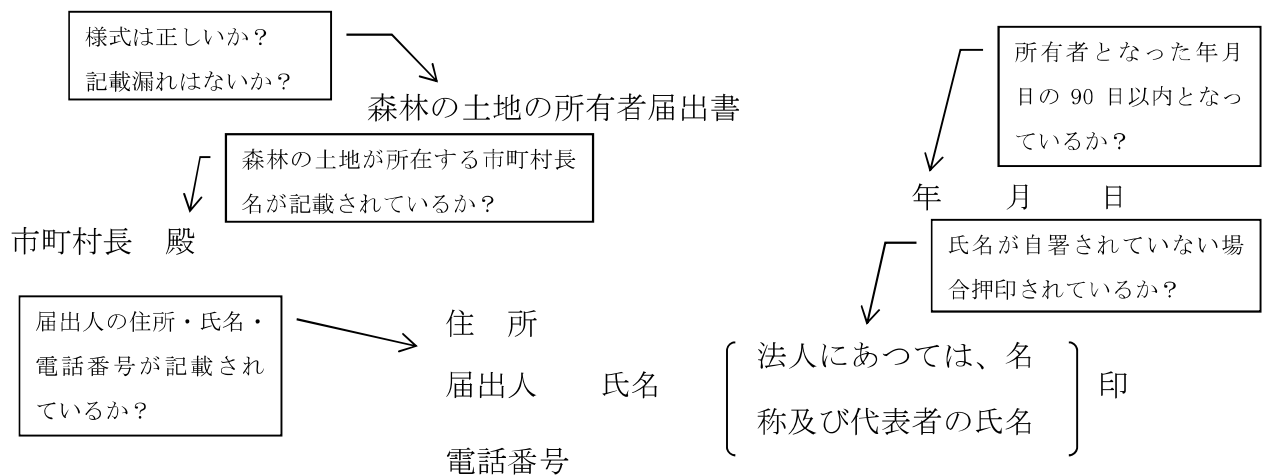 様式は正しいか？
記載漏れはないか？
森林の土地の所有者届出書
所有者となった年月
日の 90 日以内となっ
ているか？
森林の土地が所在する市町村長
名が記載されているか？
年　　月　　日
市町村長　殿
氏名が自署されていない場
合押印されているか？
届出人の住所・氏名・
電話番号が記載され
ているか？
住　所
届出人　　氏名
法人にあつては、名
称及び代表者の氏名
印
電話番号